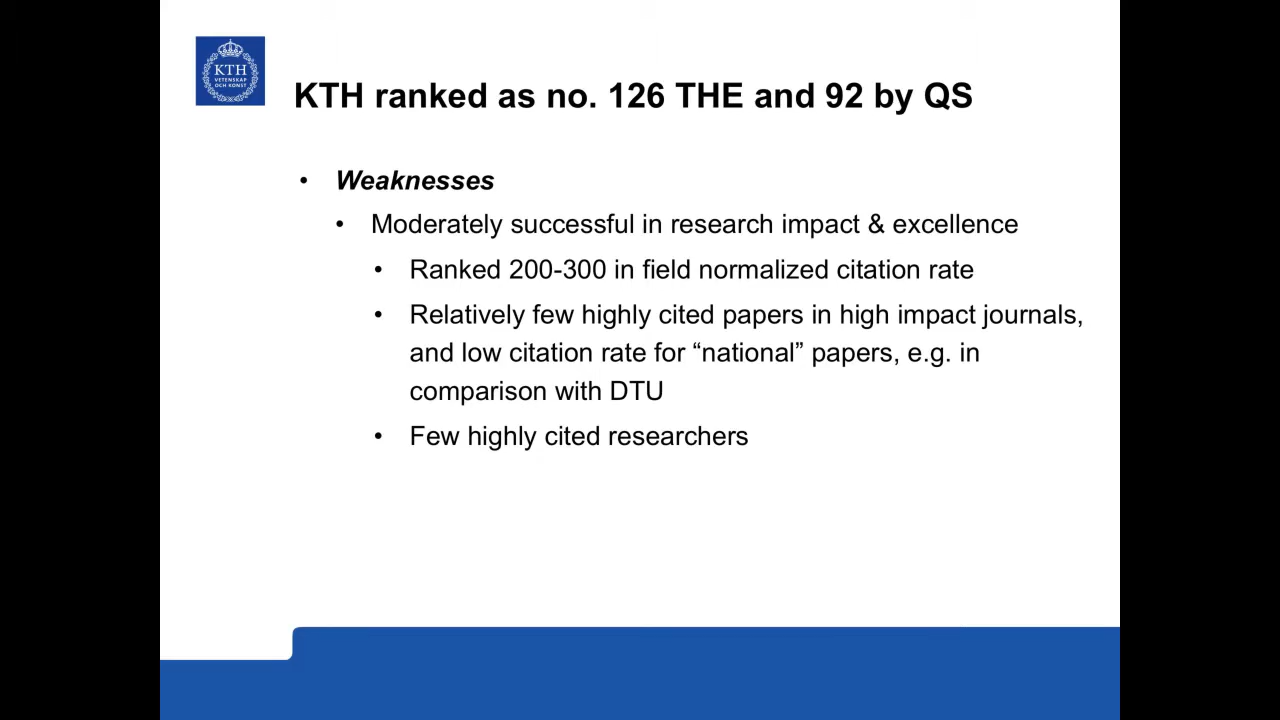 KTH
VETENSKAP
OCH KONST
KTH ranked as no. 126 THE and 92 by QS
• Weaknesses
• Moderately successful in research impact & excellence
• Ranked 200-300 in field normalized citation rate
• Relatively few highly cited papers in high impact journals,
and low citation rate for “national” papers, e.g. in
comparison with DTU
• Few highly cited researchers